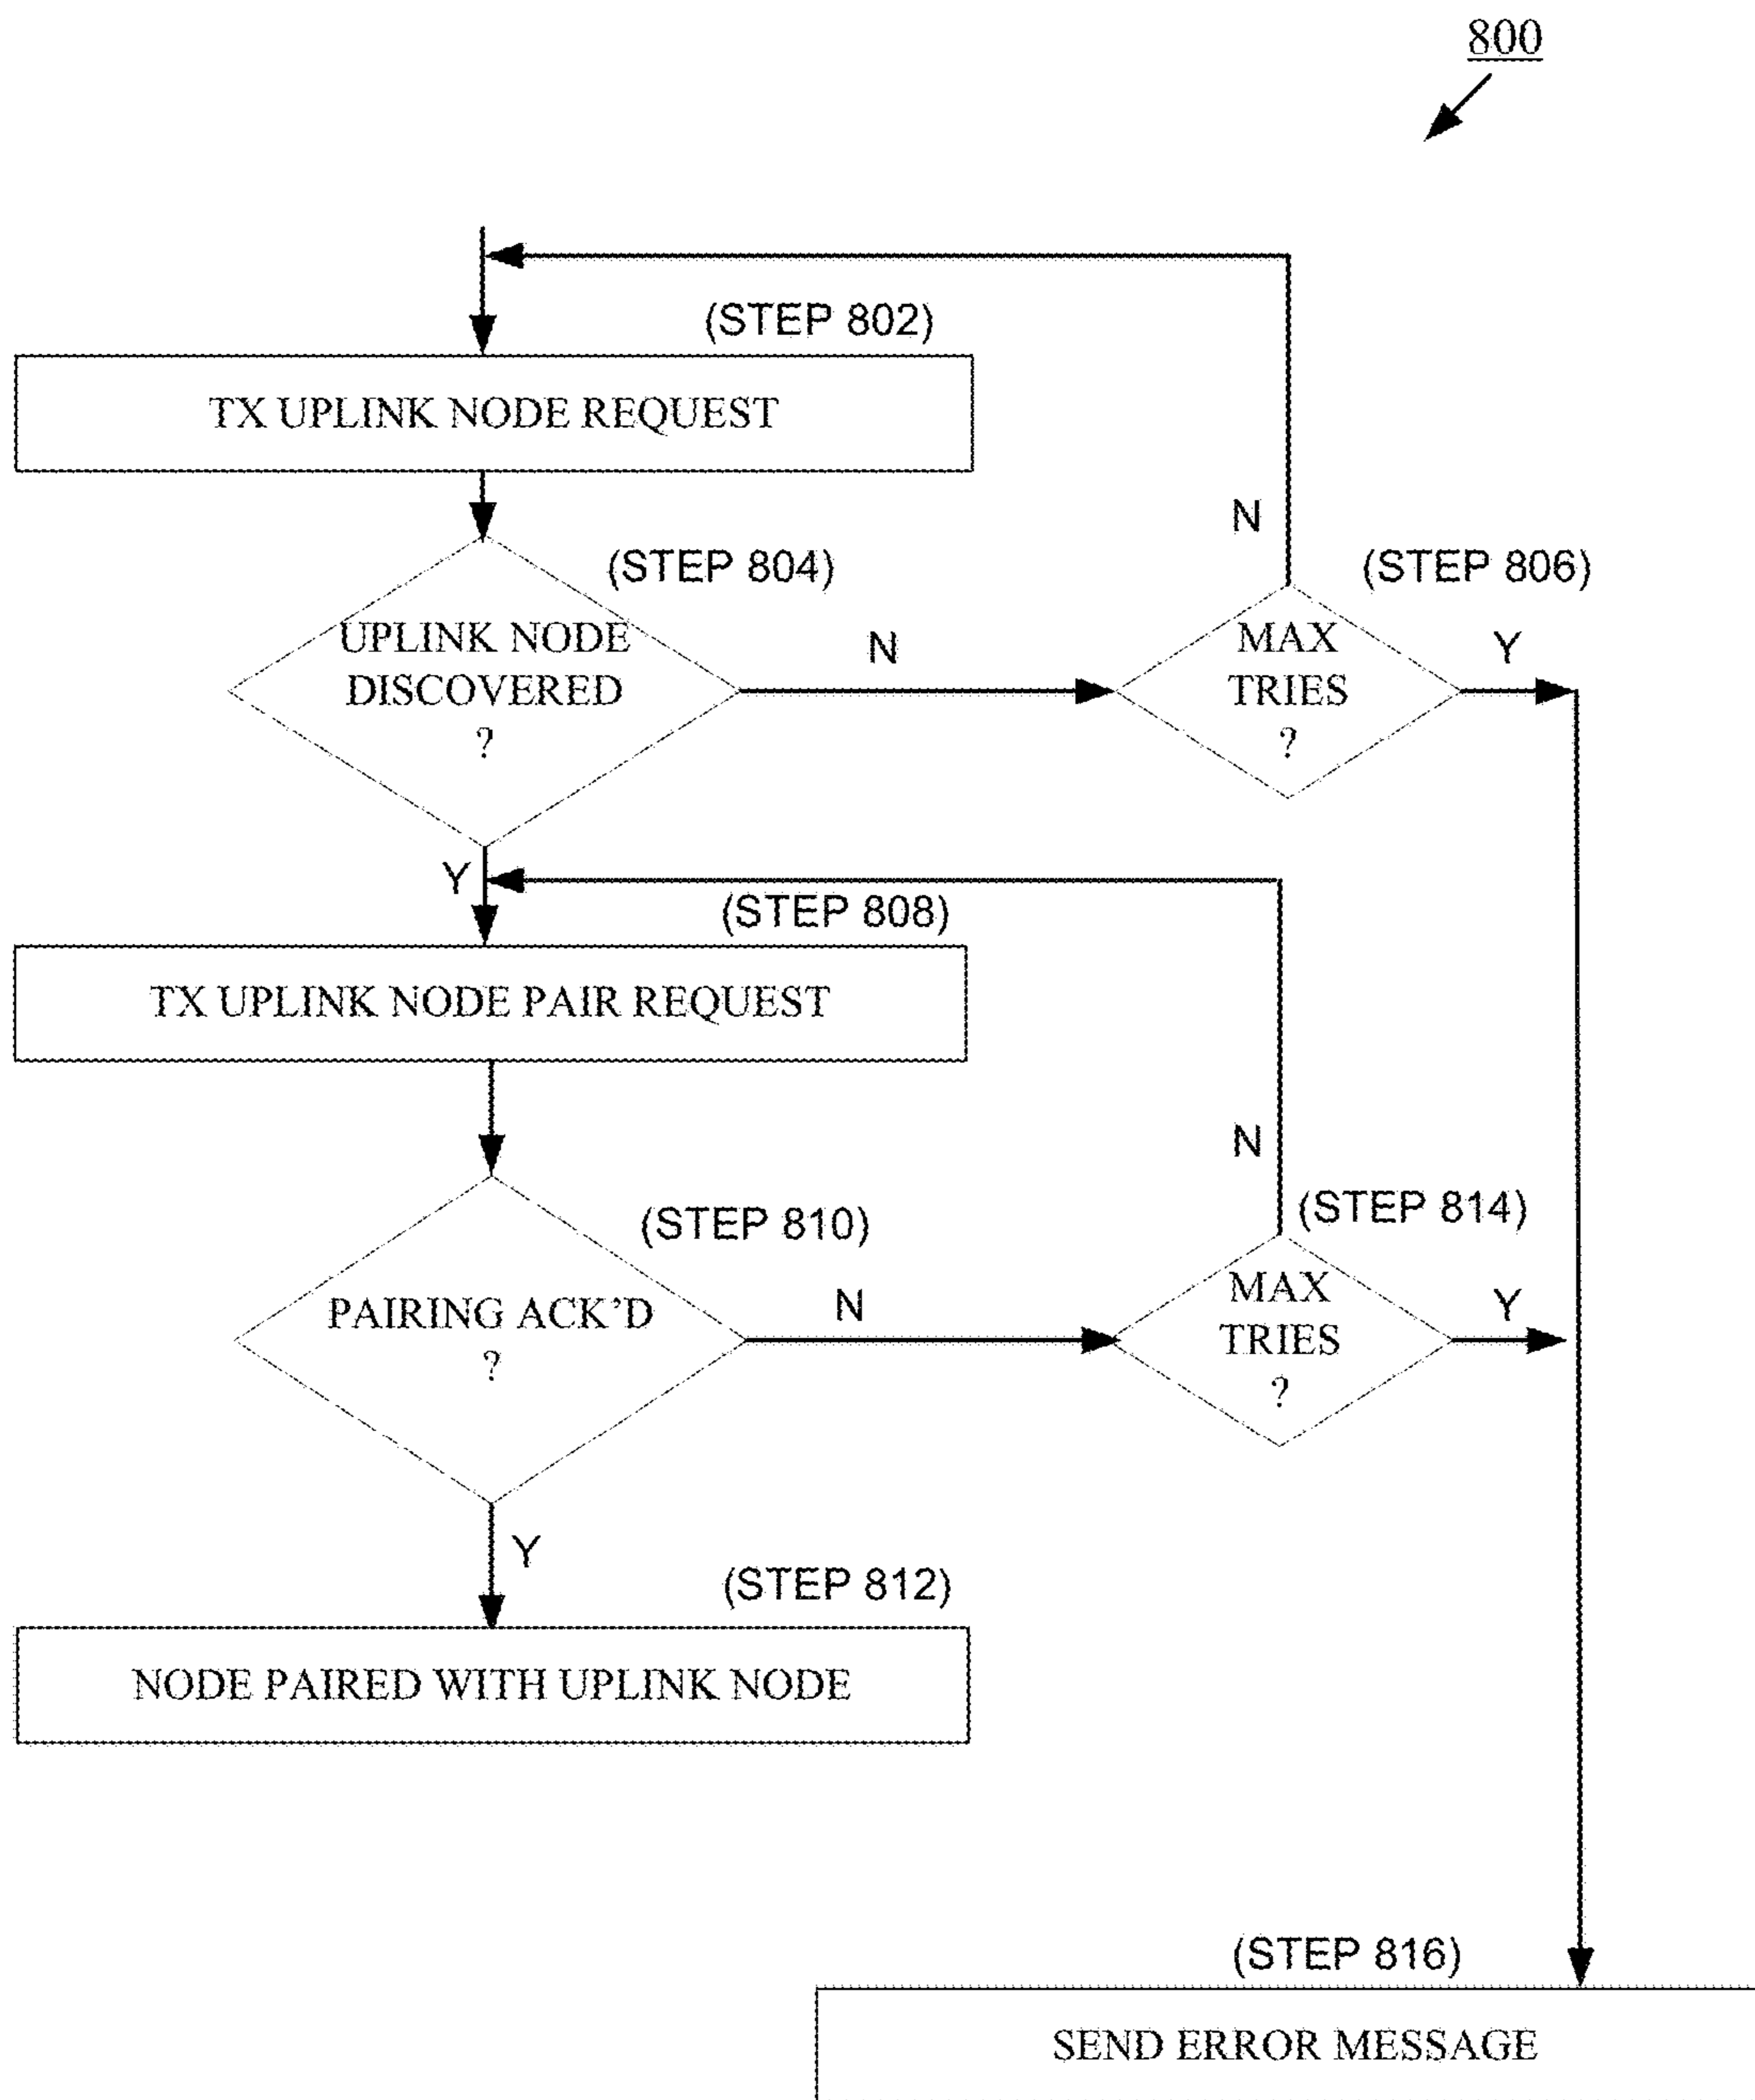 800
(STEP 802)
TX UPLINK NODE REQUEST
N
(STEP 804)
(STEP 806)
UPLINK NODE
DISCOVERED
?
N
MAX
TRIES
?
Y
Y
(STEP 808)
TX UPLINK NODE PAIR REQUEST
N
(STEP 810)
(STEP 814)
PAIRING ACK'D
?
N
MAX
TRIES
?
Y
Y
(STEP 812)
NODE PAIRED WITH UPLINK NODE
(STEP 816)
SEND ERROR MESSAGE